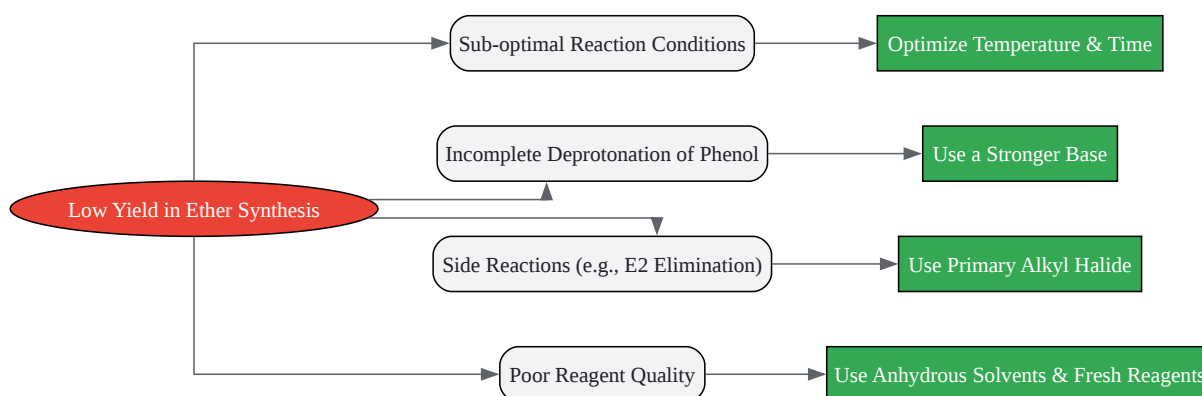 Sub-optimal Reaction Conditions
Optimize Temperature & Time
Incomplete Deprotonation of Phenol
Use a Stronger Base
Low Yield in Ether Synthesis
Side Reactions (e.g., E2 Elimination)
Use Primary Alkyl Halide
Poor Reagent Quality
Use Anhydrous Solvents & Fresh Reagents